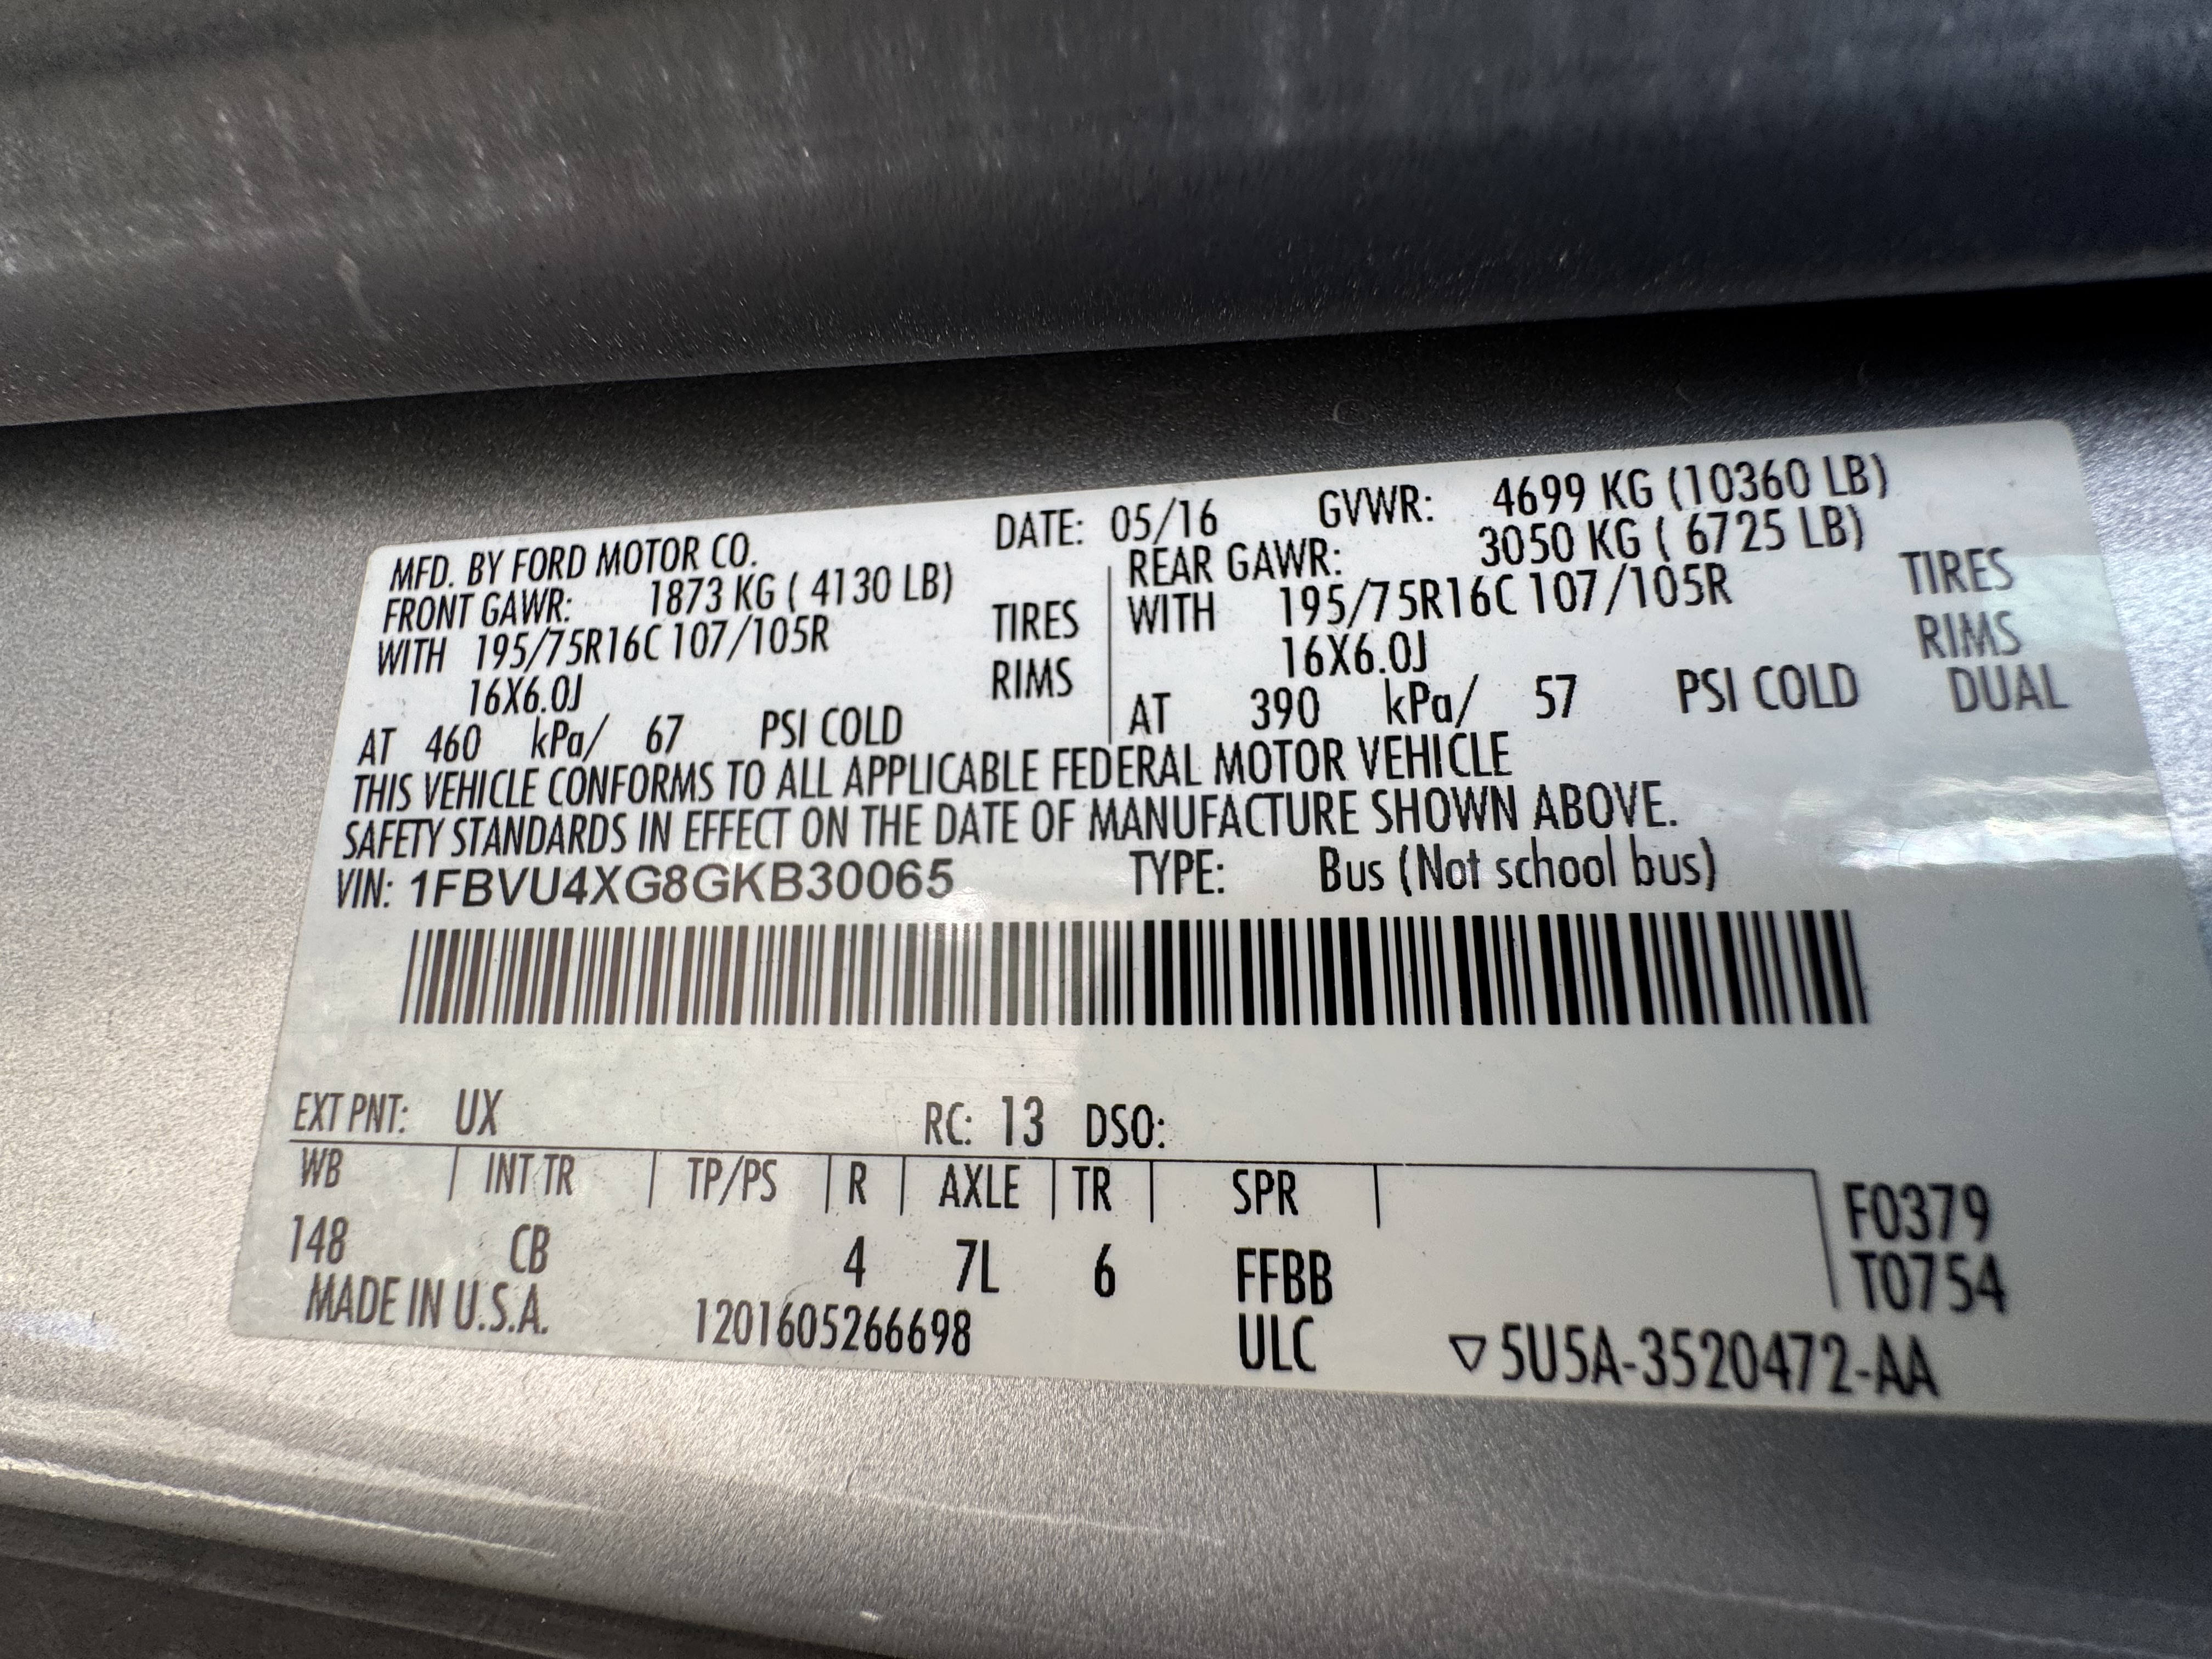 MFD. BY FORD MOTOR CO. DATE: 05/16 GVWR: 4699 KG (10360 LB)
FRONT GAWR: 1873 KG ( 4130 LB) REAR GAWR: 3050 KG ( 6725 LB)
WITH 195/75R16C 107/105R TIRES WITH 195/75R16C 107/105R TIRES
16X6.0J RIMS 16X6.0J RIMS
AT 460 kPa/ 67 PSI COLD AT 390 kPa/ 57 PSI COLD DUAL
THIS VEHICLE CONFORMS TO ALL APPLICABLE FEDERAL MOTOR VEHICLE
SAFETY STANDARDS IN EFFECT ON THE DATE OF MANUFACTURE SHOWN ABOVE.
VIN: 1FBVU4XG8GKB30065 TYPE: Bus (Not school bus)
EXT PNT: UX RC: 13 DSO:
WB INT TR TP/PS R AXLE TR SPR F0379
148 CB 4 7L 6 FFBB T0754
MADE IN U.S.A. 1201605266698 ULC ▽5U5A-3520472-AA